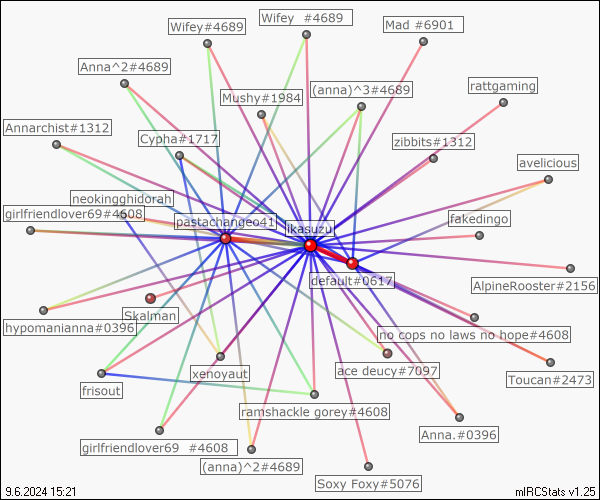 Wifey#4689
Wifey  #4689
Mad #6901
Anna^2#4689
Mushy#1984
(anna)^3#4689
rattgaming
Annarchist#1312
Cypha#1717
zibbits#1312
avelicious
neokingghidorah
girlfriendlover69#4608
pastachangeo41
ikasuzu
fakedingo
default#0617
AlpineRooster#2156
Skalman
hypomanianna#0396
no cops no laws no hope#4608
xenoyaut
ace deucy#7097
Toucan#2473
frisout
ramshackle gorey#4608
Anna.#0396
girlfriendlover69  #4608
(anna)^2#4689
Soxy Foxy#5076
9.6.2024 15:21
mIRCStats v1.25